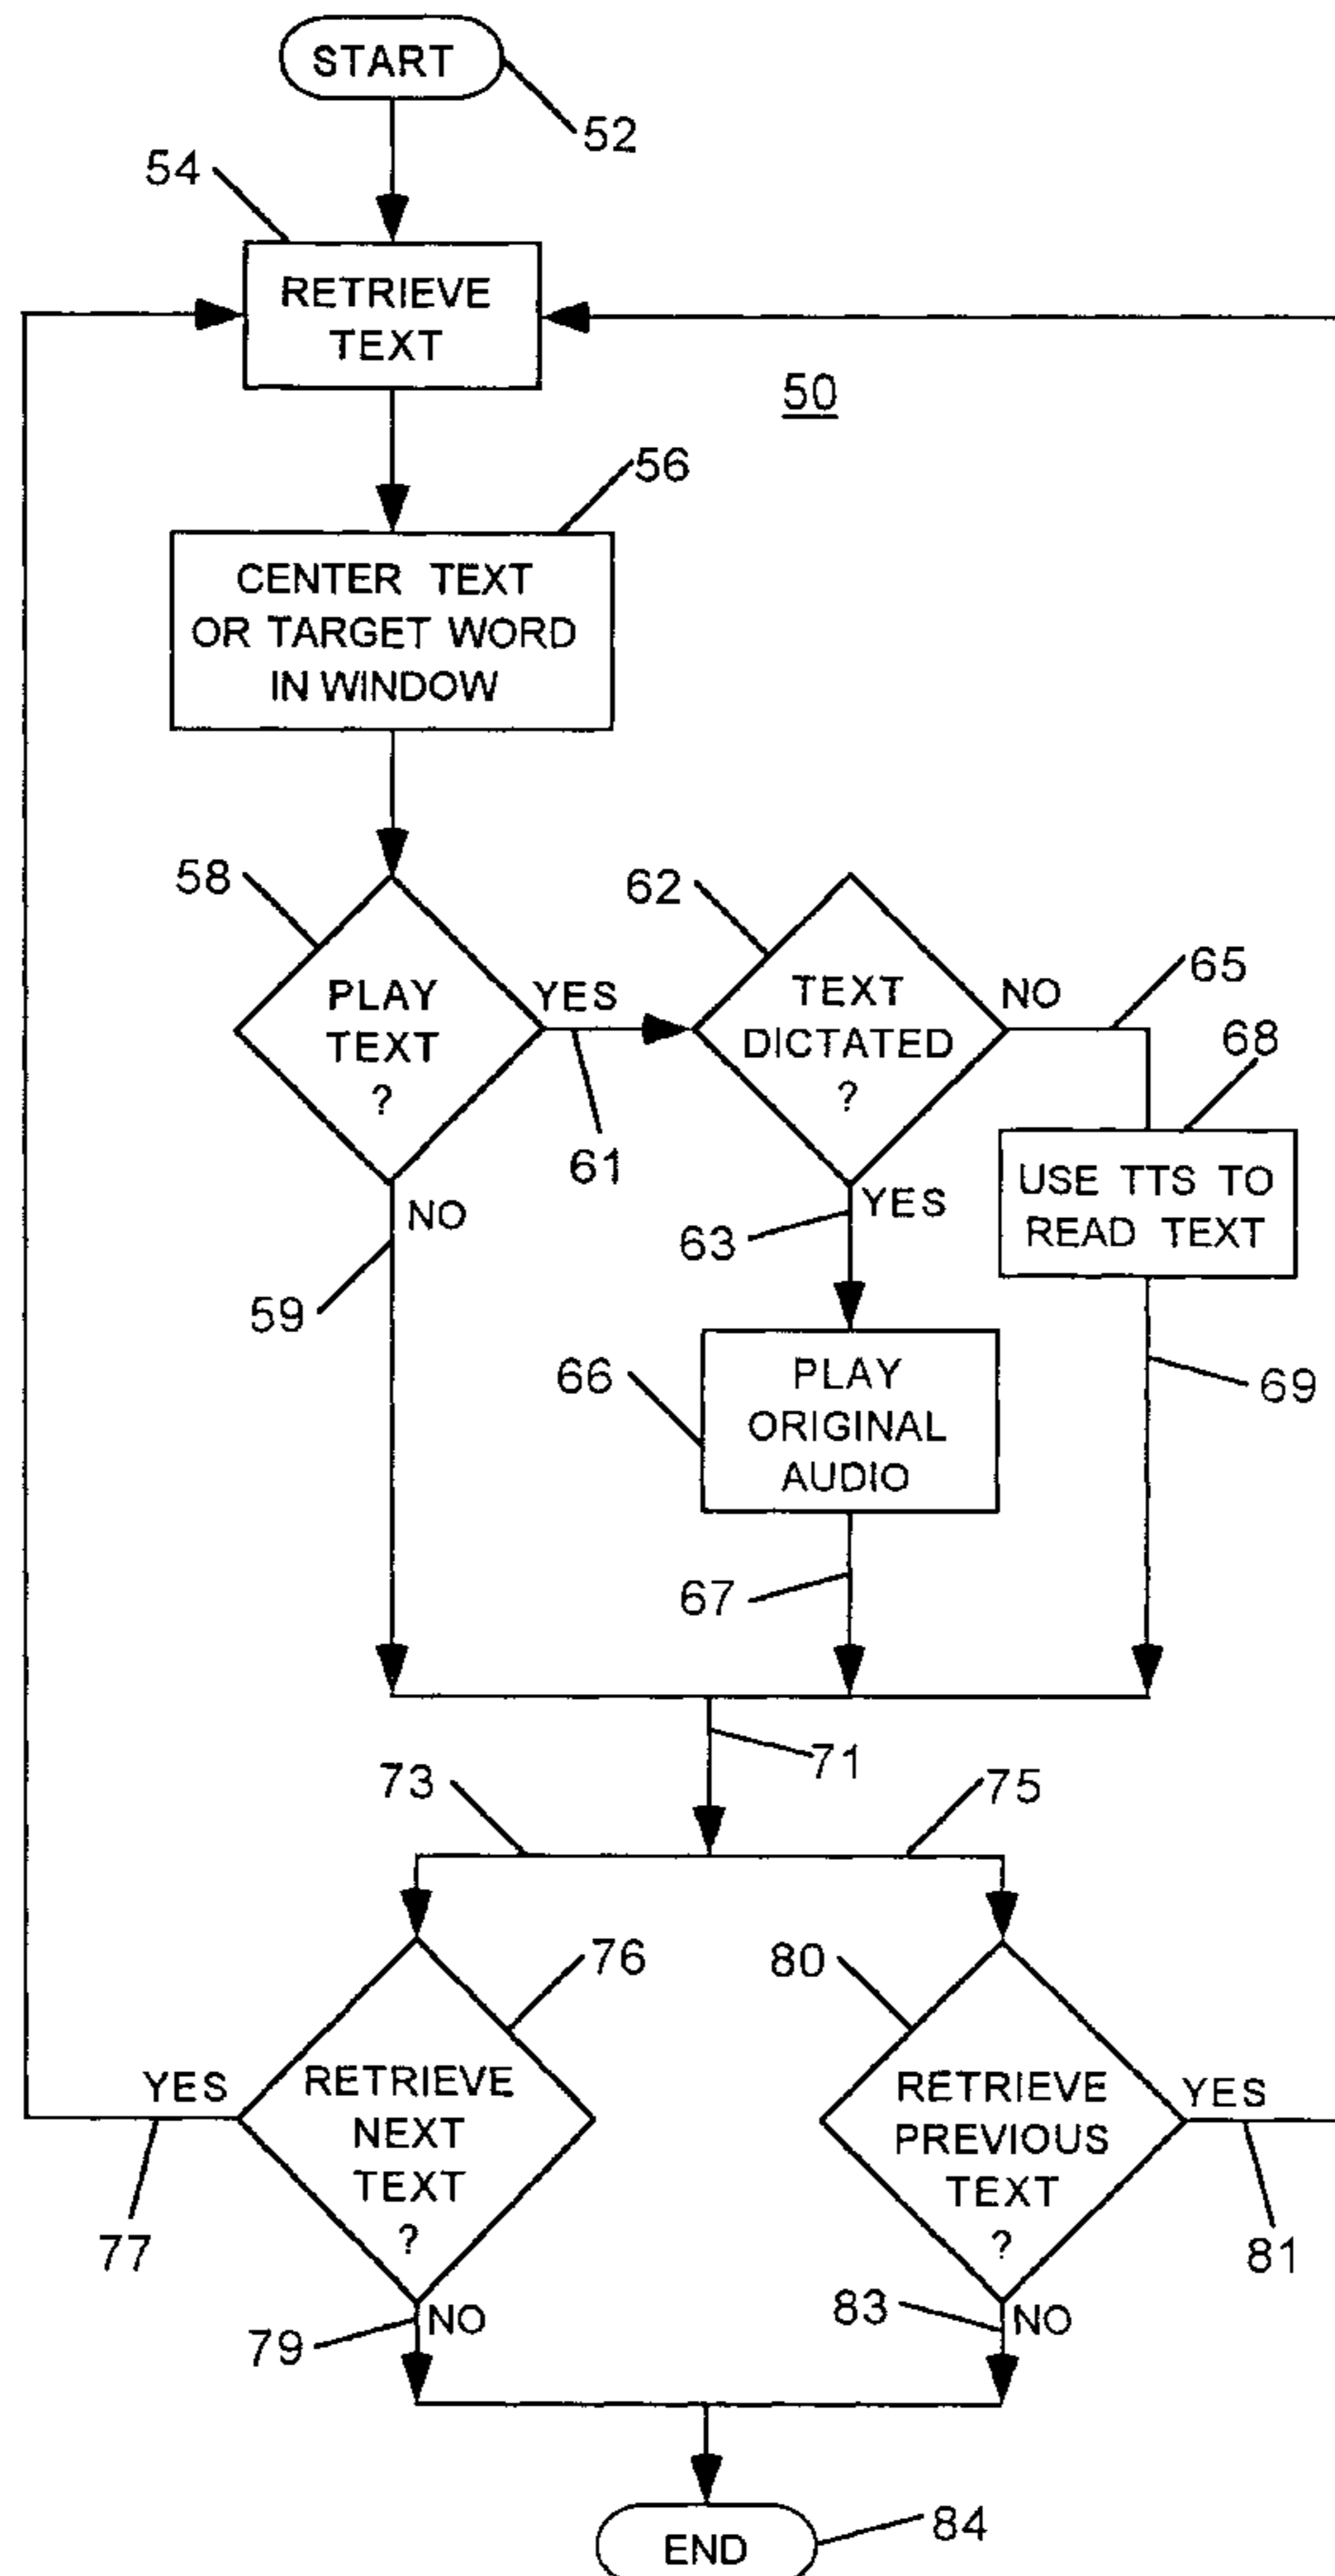 START
52
54
RETRIEVE
TEXT
50
56
CENTER TEXT
OR TARGET WORD
IN WINDOW
58
PLAY
TEXT
?
YES
61
NO
59
62
TEXT
DICTATED
?
NO
65
68
USE TTS TO
READ TEXT
69
YES
63
66
PLAY
ORIGINAL
AUDIO
67
71
73
75
76
RETRIEVE
NEXT
TEXT
?
YES
77
NO
79
80
RETRIEVE
PREVIOUS
TEXT
?
YES
81
83
NO
END
84